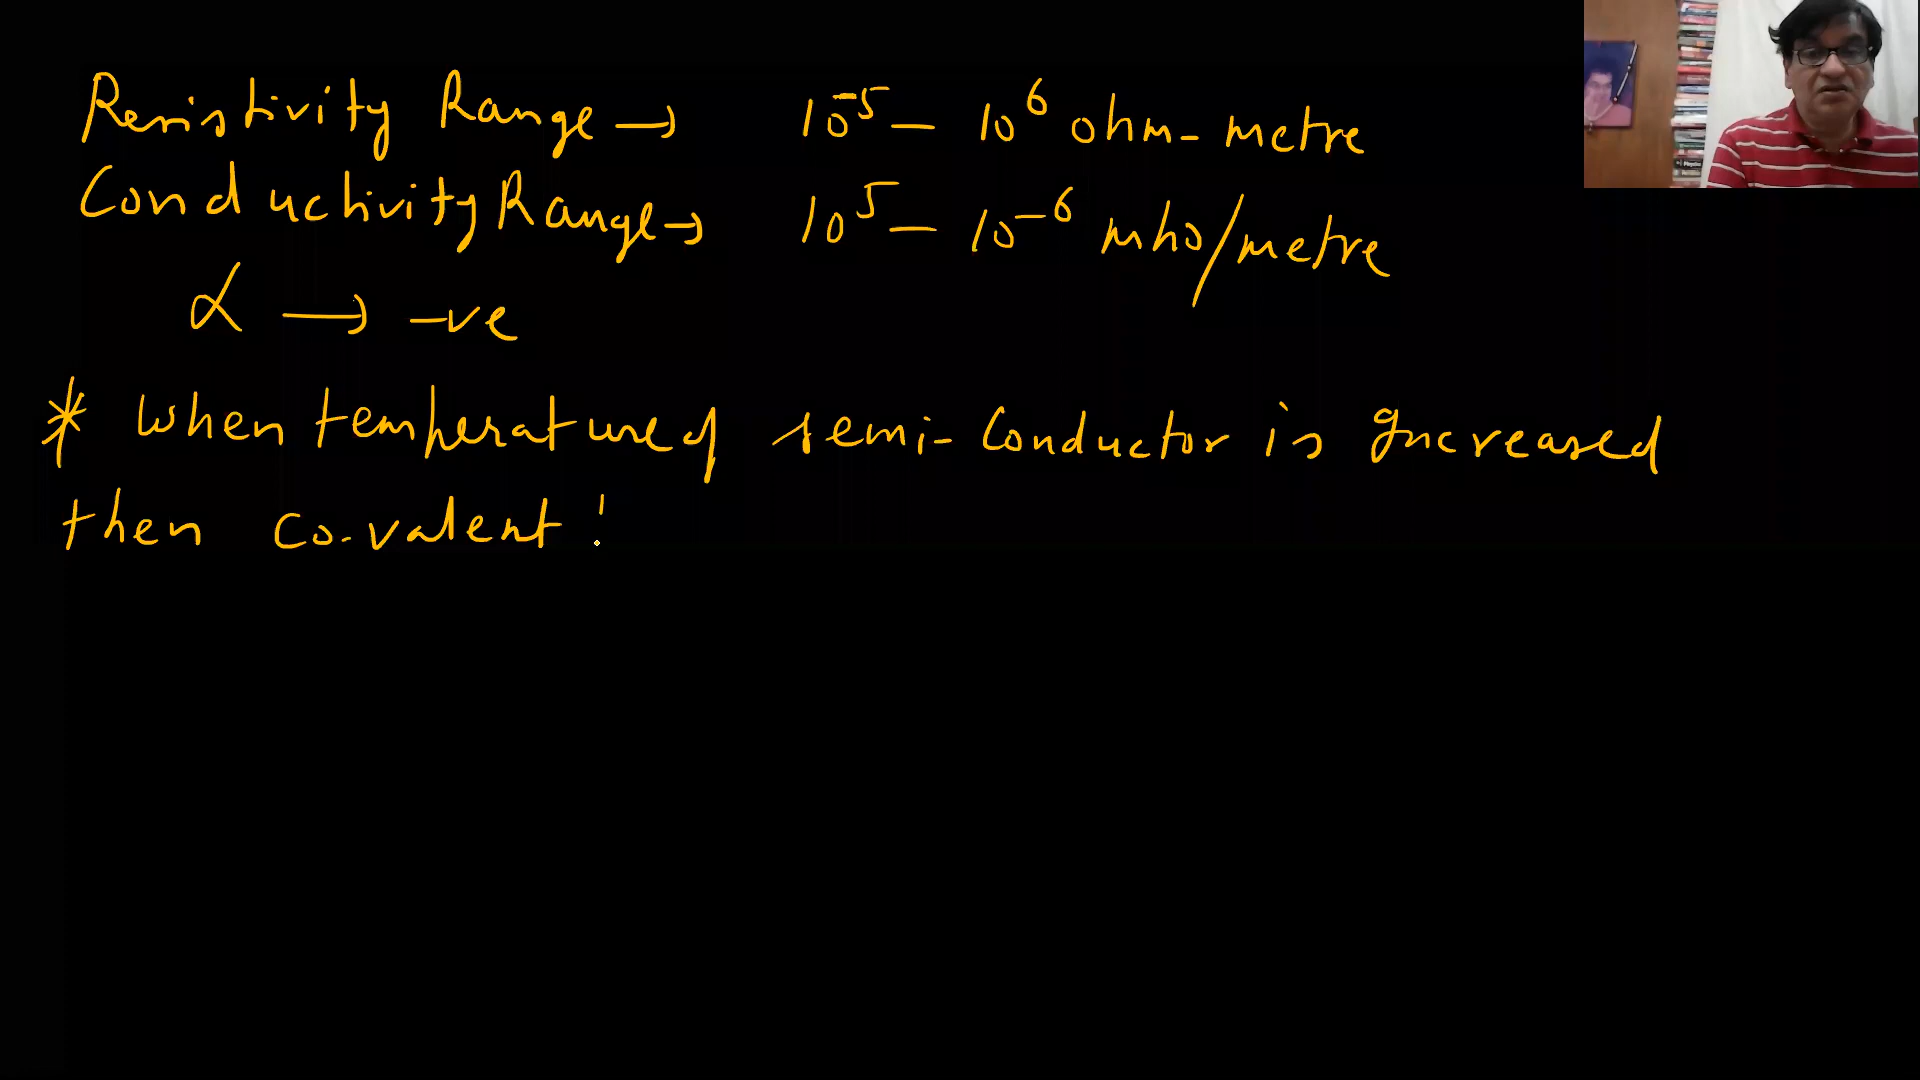 Resistivity Range → 10⁻⁵ – 10⁶ ohm-metre
Conductivity Range → 10⁵ – 10⁻⁶ mho/metre
α → -ve
* When temperature of semi-conductor is increased
then co-valent